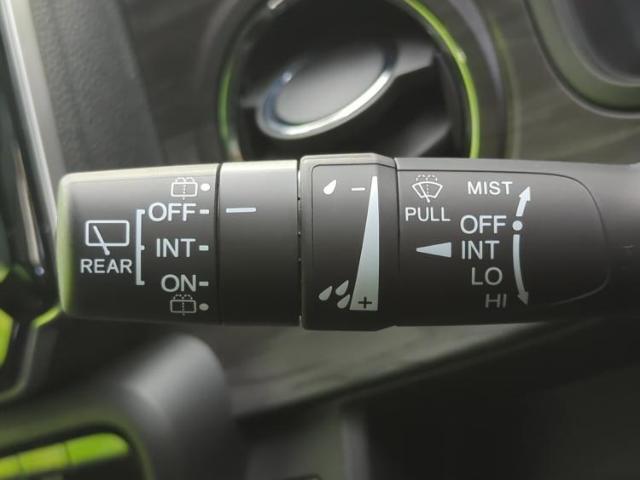 OFF
INT
ON
REAR
-
+
PULL
MIST
OFF
INT
LO
HI